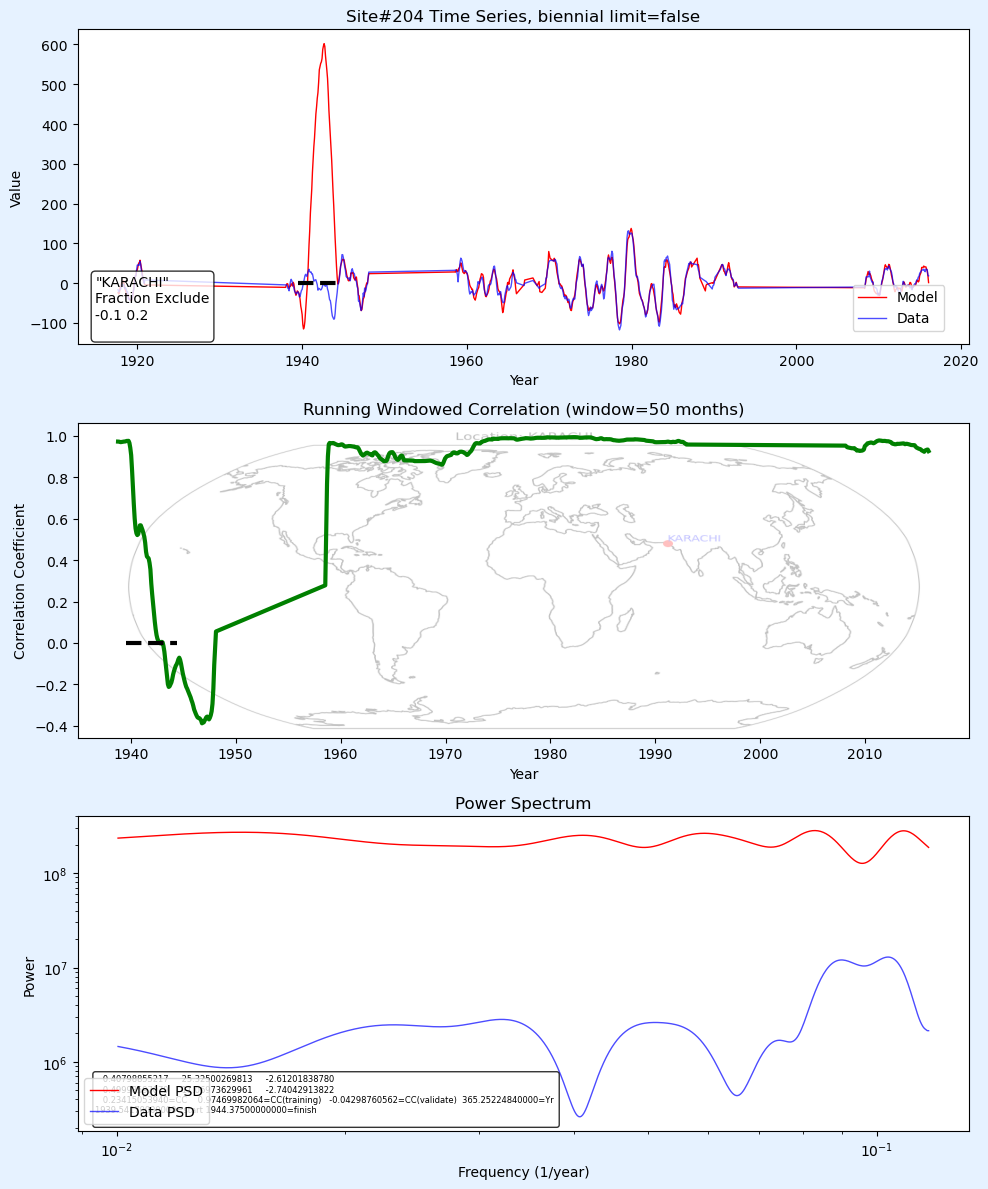 Site#204 Time Series, biennial limit=false
Value
600
500
400
300
200
100
0
−100
"KARACHI"
Fraction Exclude
-0.1 0.2
Model
Data
1920
1940
1960
1980
2000
2020
Year
Running Windowed Correlation (window=50 months)
Location: KARACHI
Correlation Coefficient
1.0
0.8
0.6
0.4
0.2
0.0
−0.2
−0.4
KARACHI
1940
1950
1960
1970
1980
1990
2000
2010
Year
Power Spectrum
Power
10^8
10^7
10^6
-2.61201838780
-2.74042913822
0.97469982064=CC(training) -0.04298760562=CC(validate) 365.25224840000=Yr
1944.37500000000=finish
Model PSD
Data PSD
10^−2
10^−1
Frequency (1/year)